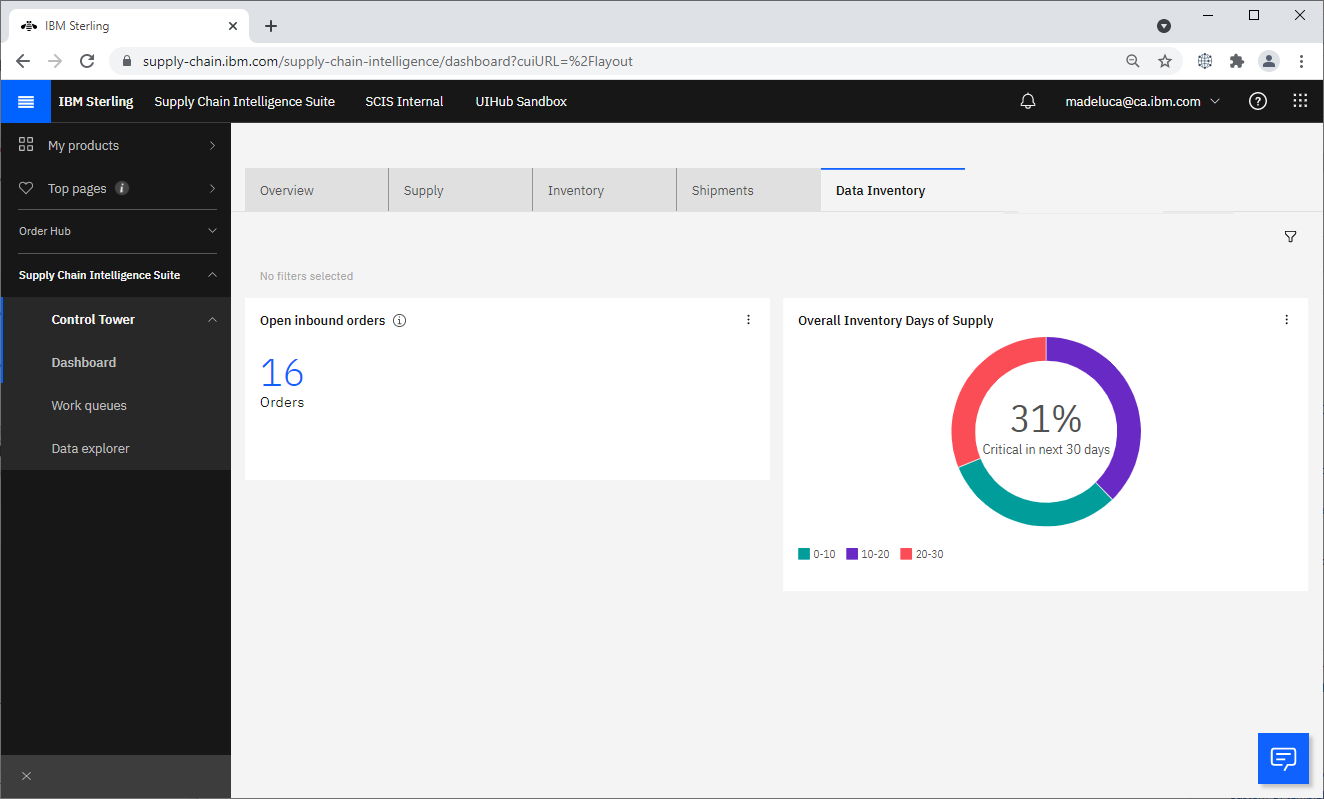 IBM Sterling
supply-chain.ibm.com/supply-chain-intelligence/dashboard?cuiURL=%2Flayout
IBM Sterling Supply Chain Intelligence Suite SCIS Internal UIHub Sandbox madeluca@ca.ibm.com
My products
Top pages
Order Hub
Supply Chain Intelligence Suite
Control Tower
Dashboard
Work queues
Data explorer
Overview Supply Inventory Shipments Data Inventory
No filters selected
Open inbound orders
16
Orders
Overall Inventory Days of Supply
31%
Critical in next 30 days
0-10 10-20 20-30